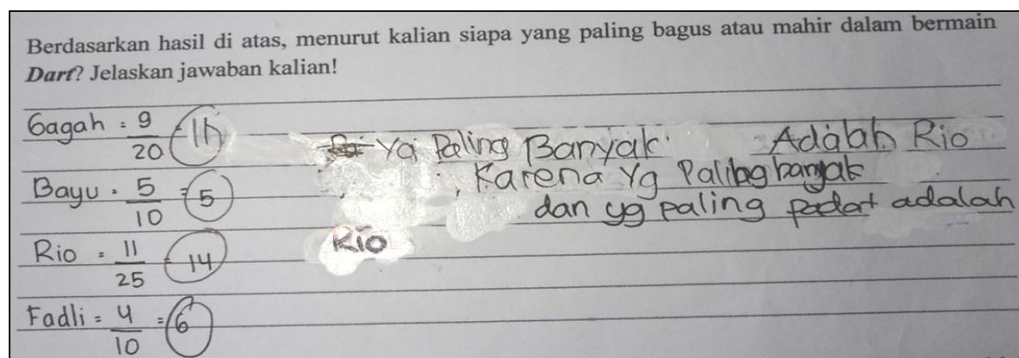 Berdasarkan hasil di atas, menurut kalian siapa yang paling bagus atau mahir dalam bermain
Dart? Jelaskan jawaban kalian!
Gagah = 9/20 = 11
Ya Paling Banyak Adalah Rio
Bayu = 5/10 = 5
, Karena Yg Paling banyak
dan yg paling padat adalah
Rio = 11/25 = 14
Rio
Fadli = 4/10 = 6